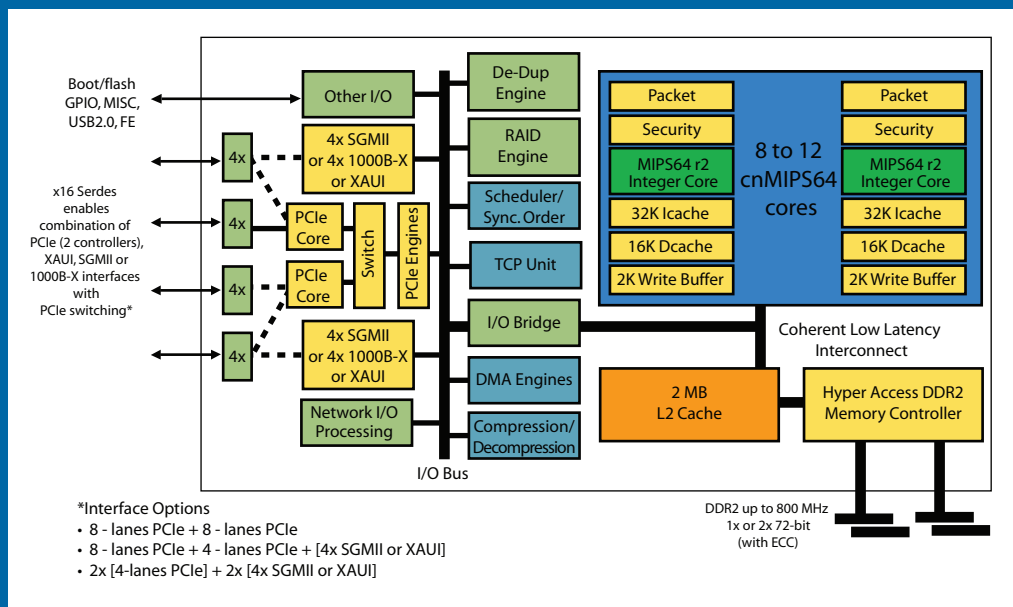 Boot/flash
GPIO, MISC,
USB2.0, FE
x16 Serdes
enables
combination of
PCIe (2 controllers),
XAUI, SGMII or
1000B-X interfaces
with
PCIe switching*
4x
4x
4x
4x
Other I/O
4x SGMII
or 4x 1000B-X
or XAUI
PCIe
Core
PCIe
Core
Switch
PCIe Engines
4x SGMII
or 4x 1000B-X
or XAUI
Network I/O
Processing
I/O Bus
De-Dup
Engine
RAID
Engine
Scheduler/
Sync. Order
TCP Unit
I/O Bridge
DMA Engines
Compression/
Decompression
Packet
Security
MIPS64 r2
Integer Core
32K Icache
16K Dcache
2K Write Buffer
8 to 12
cnMIPS64
cores
Packet
Security
MIPS64 r2
Integer Core
32K Icache
16K Dcache
2K Write Buffer
Coherent Low Latency
Interconnect
2 MB
L2 Cache
Hyper Access DDR2
Memory Controller
DDR2 up to 800 MHz
1x or 2x 72-bit
(with ECC)
*Interface Options
• 8 - lanes PCIe + 8 - lanes PCIe
• 8 - lanes PCIe + 4 - lanes PCIe + [4x SGMII or XAUI]
• 2x [4-lanes PCIe] + 2x [4x SGMII or XAUI]